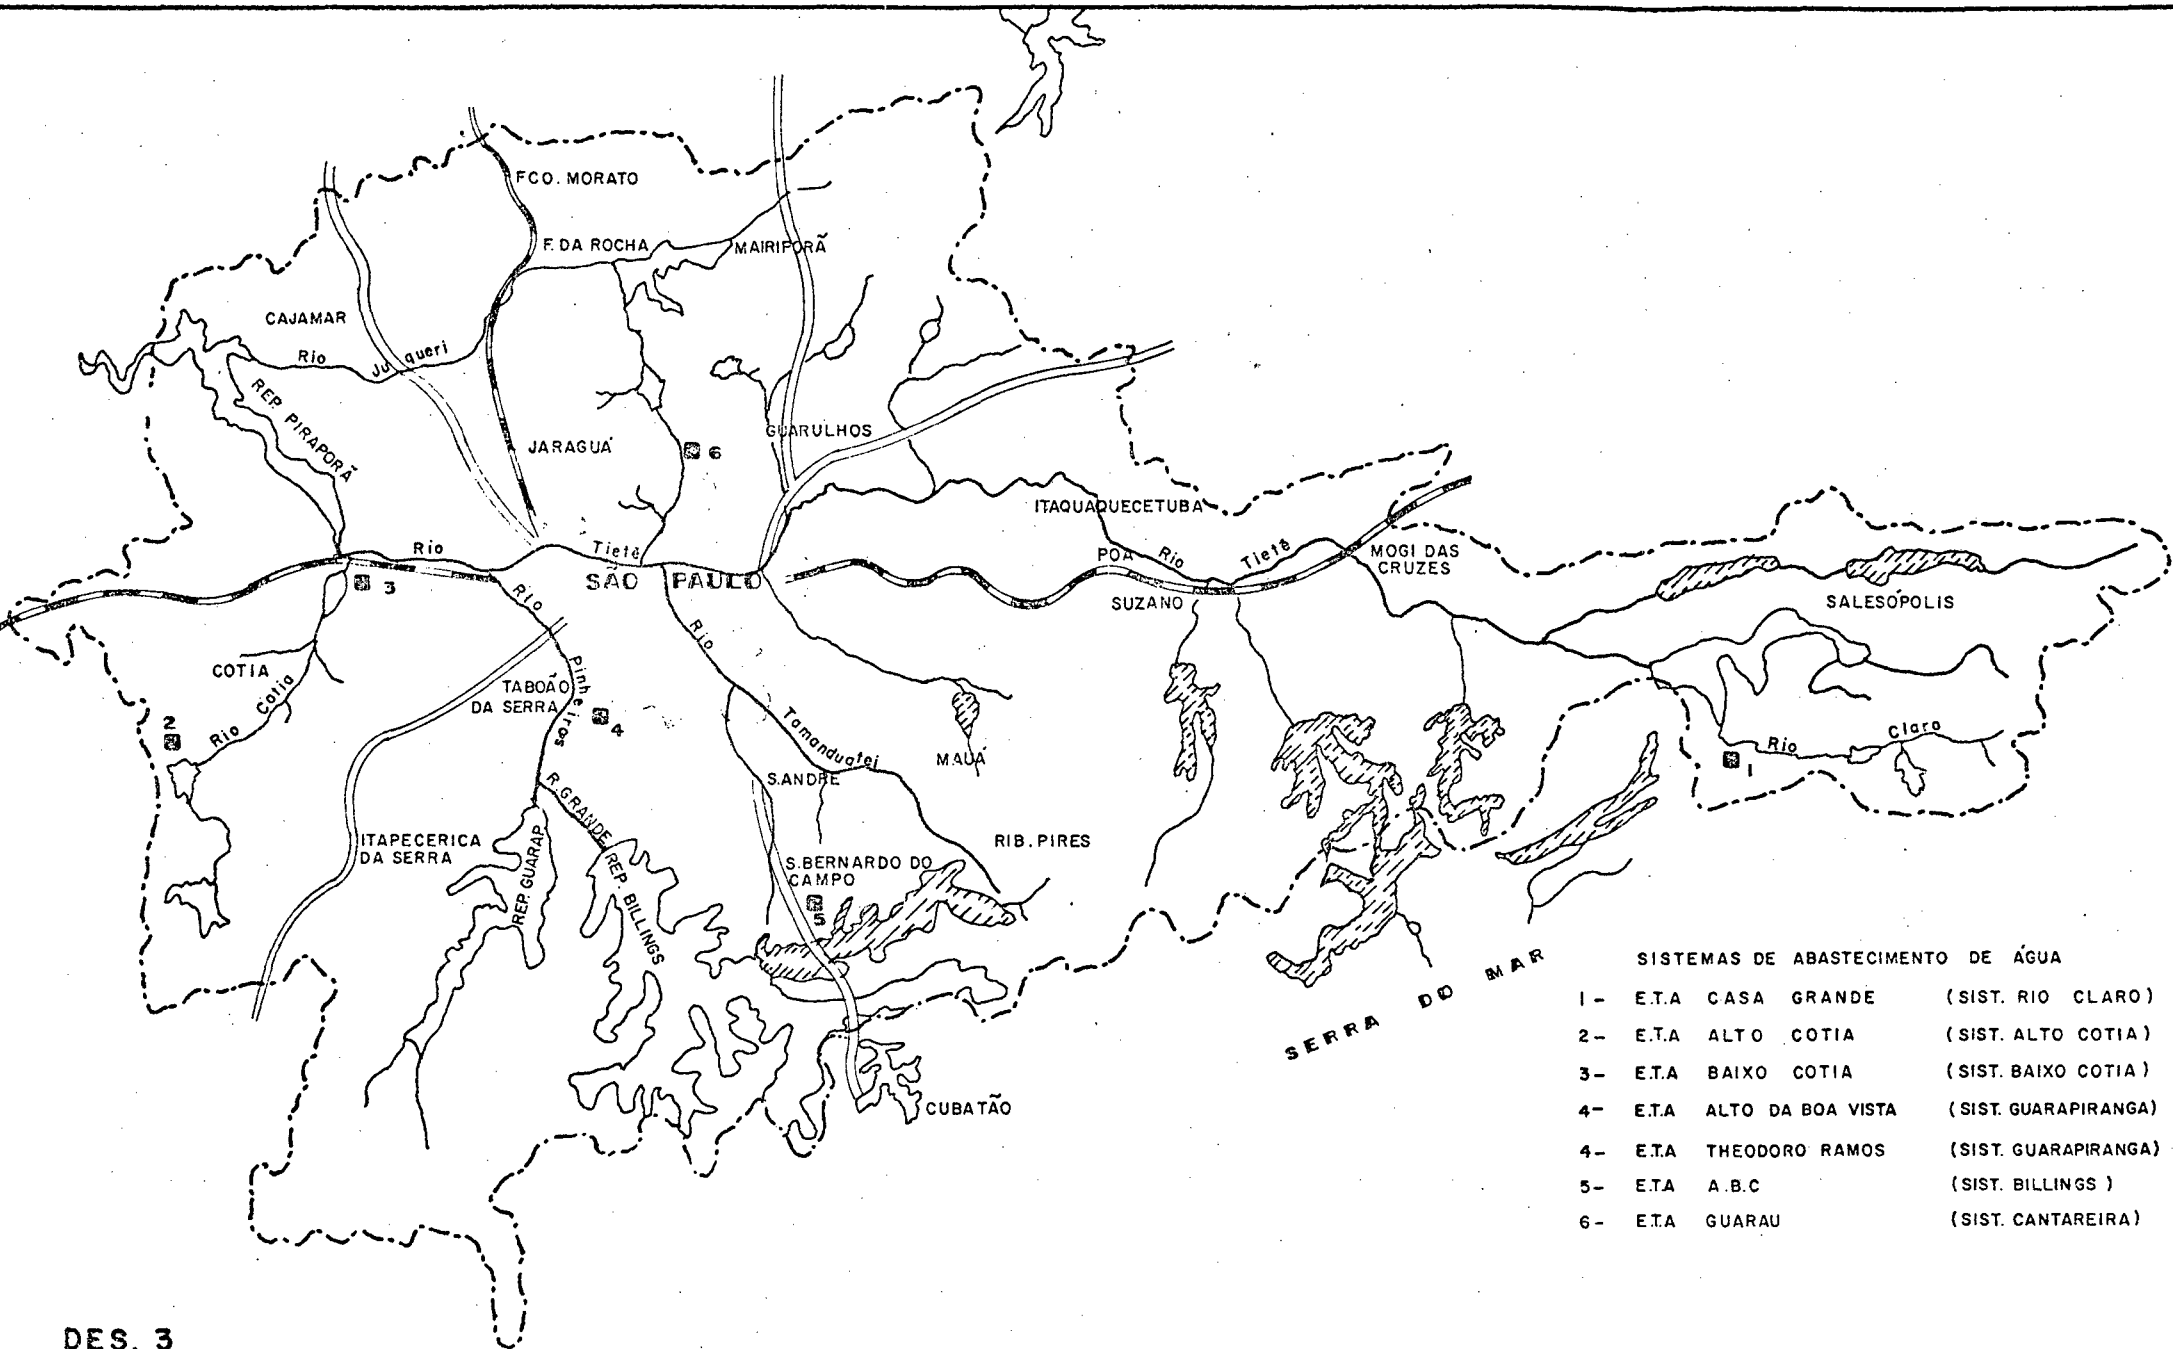 FCO. MORATO
F. DA ROCHA
MAIRIPORÃ
CAJAMAR
Rio Juqueri
REP. PIRAPORÃ
JARAGUÁ
6
GUARULHOS
ITAQUAQUECETUBA
Rio Tietê
SÃO PAULO
POA
Rio Tietê
MOGI DAS
CRUZES
SUZANO
SALESÓPOLIS
3
Rio Pinheiros
Rio Tamanduatei
COTIA
Rio Cotia
2
TABOÃO
DA SERRA
4
MAUÁ
S.ANDRÉ
Rio Claro
1
R. GRANDE
ITAPECERICA
DA SERRA
REP. GUARAP.
REP. BILLINGS
RIB. PIRES
S. BERNARDO DO
CAMPO
5
SERRA DO MAR
CUBATÃO
SISTEMAS DE ABASTECIMENTO DE ÁGUA
1- E.T.A CASA GRANDE (SIST. RIO CLARO)
2- E.T.A ALTO COTIA (SIST. ALTO COTIA)
3- E.T.A BAIXO COTIA (SIST. BAIXO COTIA)
4- E.T.A ALTO DA BOA VISTA (SIST. GUARAPIRANGA)
4- E.T.A THEODORO RAMOS (SIST. GUARAPIRANGA)
5- E.T.A A.B.C (SIST. BILLINGS)
6- E.T.A GUARAU (SIST. CANTAREIRA)
DES. 3